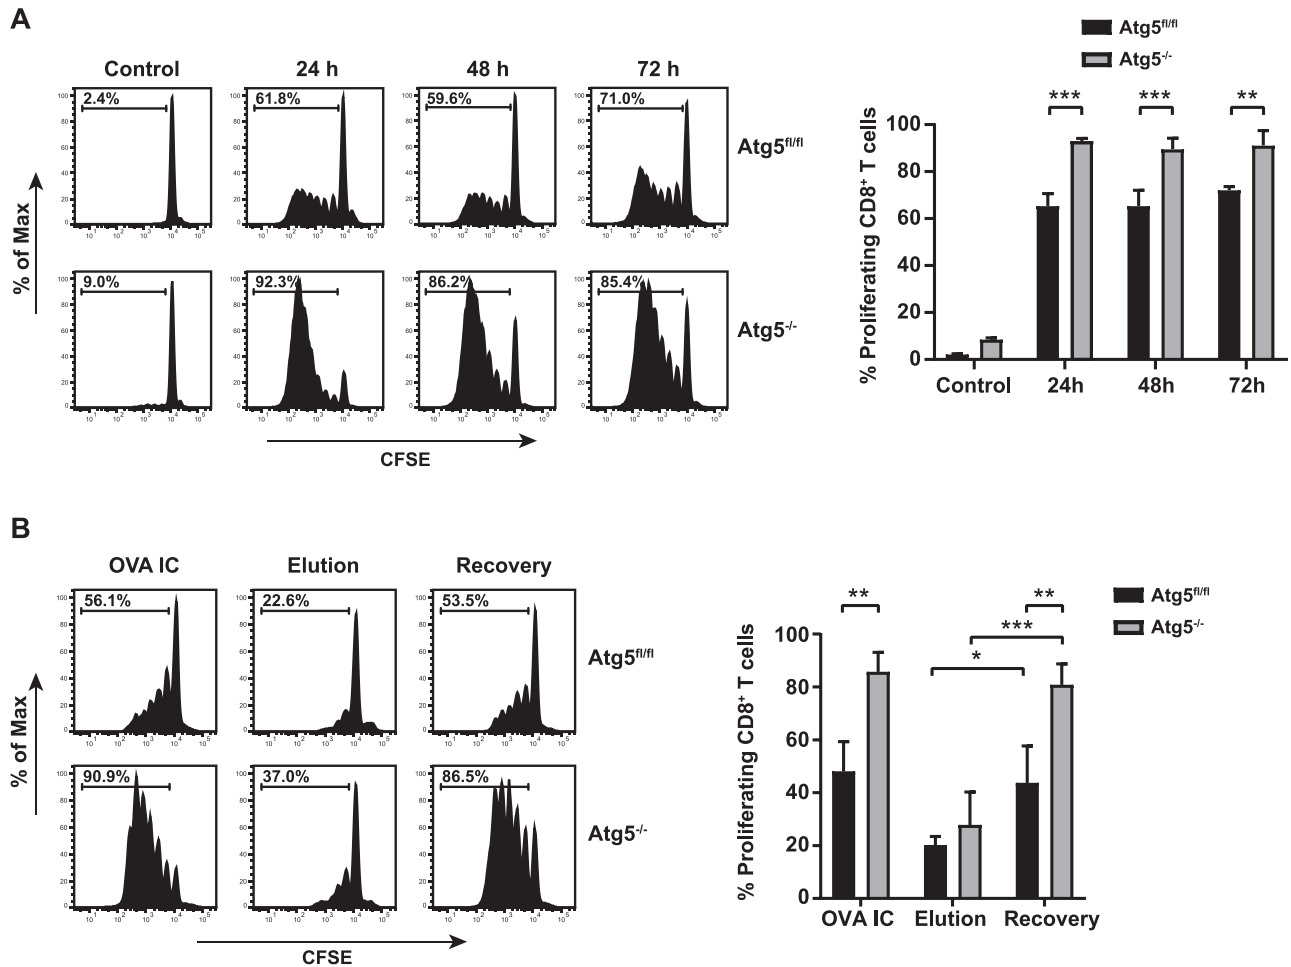 A
Atg5fl/fl
Atg5-/-
Control
24 h
48 h
72 h
2.4%
61.8%
59.6%
71.0%
Atg5fl/fl
9.0%
92.3%
86.2%
85.4%
Atg5-/-
% of Max
CFSE
***
***
**
% Proliferating CD8+ T cells
100
80
60
40
20
0
Control
24h
48h
72h
B
OVA IC
Elution
Recovery
56.1%
22.6%
53.5%
Atg5fl/fl
90.9%
37.0%
86.5%
Atg5-/-
% of Max
CFSE
Atg5fl/fl
Atg5-/-
**
**
***
*
% Proliferating CD8+ T cells
100
80
60
40
20
0
OVA IC
Elution
Recovery